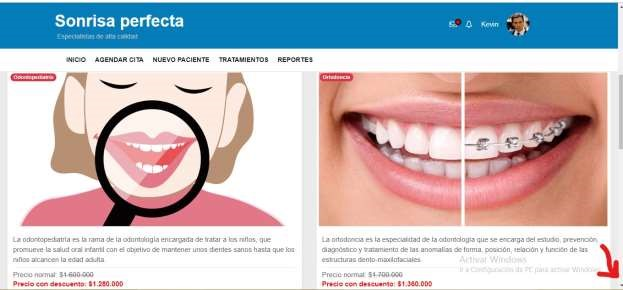 Sonrisa perfecta
Especialistas de alta calidad
Kevin
INICIO AGENDAR CITA NUEVO PACIENTE TRATAMIENTOS REPORTES
Odontopediatría
Ortodoncia
La odontopediatría es la rama de la odontología encargada de tratar a los niños, que
promueve la salud oral infantil con el objetivo de mantener unos dientes sanos hasta que los
niños alcancen la edad adulta.
Precio normal: $1.600.000
Precio con descuento: $1.280.000
La ortodoncia es la especialidad de la odontología que se encarga del estudio, prevención,
diagnóstico y tratamiento de las anomalías de forma, posición, relación y función de las
estructuras dento-maxilofaciales.
Precio normal: $1.700.000
Precio con descuento: $1.360.000
Activar Windows
Ir a Configuración de PC para activar Windows